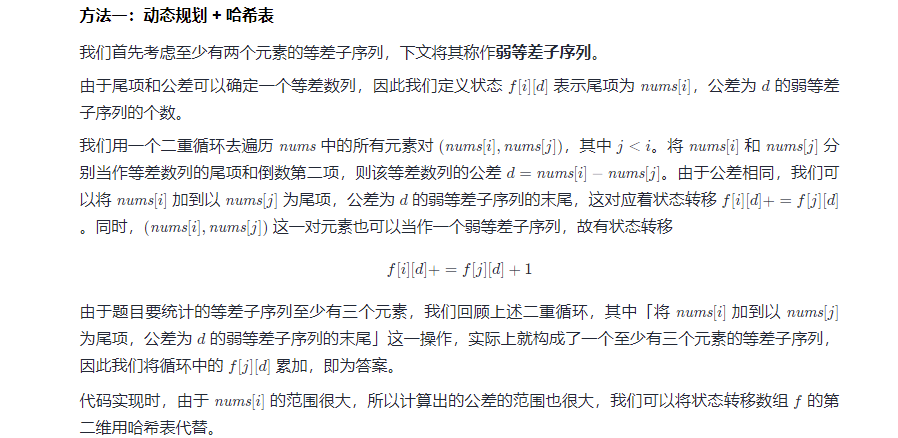 方法一：动态规划 + 哈希表
我们首先考虑至少有两个元素的等差子序列，下文将其称作弱等差子序列。
由于尾项和公差可以确定一个等差数列，因此我们定义状态 f[i][d] 表示尾项为 nums[i]，公差为 d 的弱等差
子序列的个数。
我们用一个二重循环去遍历 nums 中的所有元素对 (nums[i], nums[j])，其中 j < i。将 nums[i] 和 nums[j] 分
别当作等差数列的尾项和倒数第二项，则该等差数列的公差 d = nums[i] − nums[j]。由于公差相同，我们可
以将 nums[i] 加到以 nums[j] 为尾项，公差为 d 的弱等差子序列的末尾，这对应着状态转移 f[i][d]+ = f[j][d]
。同时，(nums[i], nums[j]) 这一对元素也可以当作一个弱等差子序列，故有状态转移
f[i][d]+ = f[j][d] + 1
由于题目要统计的等差子序列至少有三个元素，我们回顾上述二重循环，其中「将 nums[i] 加到以 nums[j]
为尾项，公差为 d 的弱等差子序列的末尾」这一操作，实际上就构成了一个至少有三个元素的等差子序列，
因此我们将循环中的 f[j][d] 累加，即为答案。
代码实现时，由于 nums[i] 的范围很大，所以计算出的公差的范围也很大，我们可以将状态转移数组 f 的第
二维用哈希表代替。